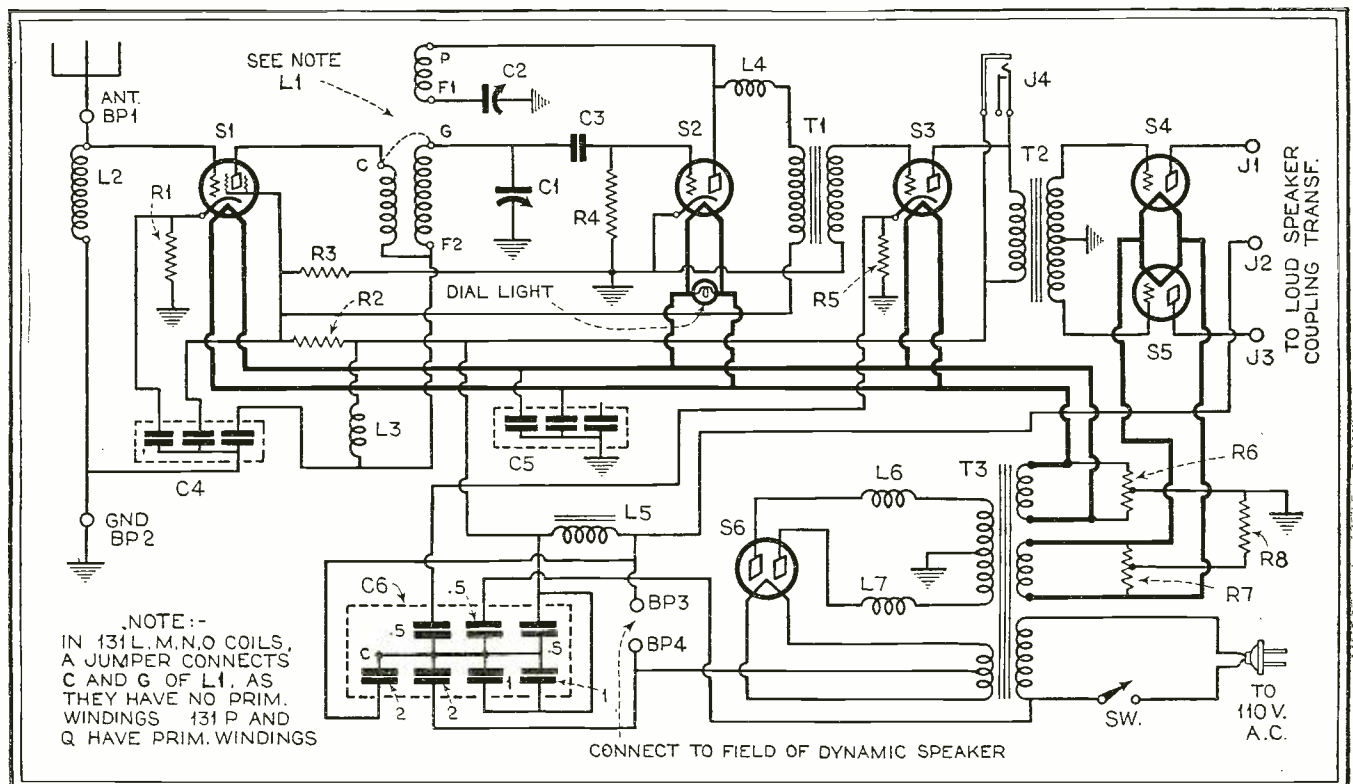 ANT.
BP1
L2
S1
R1
SEE NOTE
L1
P
F1
C2
C
G
F2
C3
C1
R4
S2
L4
T1
S3
J4
T2
S4
J1
J2
J3
TO LOUD SPEAKER
COUPLING TRANSF.
R3
R2
DIAL LIGHT
R5
S5
L3
C4
C5
GND
BP2
L5
C6
.5
.5
.5
C
1
1
2
2
BP3
BP4
S6
L6
L7
T3
R6
R8
R7
SW.
TO
110 V.
A.C.
CONNECT TO FIELD OF DYNAMIC SPEAKER
NOTE:-
IN 131 L, M, N, O COILS,
A JUMPER CONNECTS
C AND G OF L1, AS
THEY HAVE NO PRIM.
WINDINGS 131 P AND
Q HAVE PRIM. WINDINGS